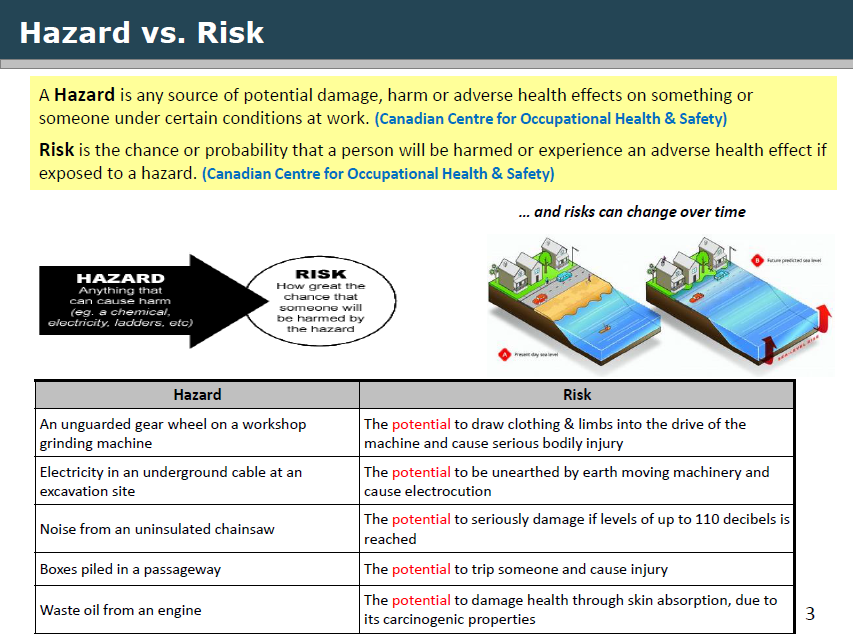 Hazard vs. Risk
A Hazard is any source of potential damage, harm or adverse health effects on something or
someone under certain conditions at work. (Canadian Centre for Occupational Health & Safety)
Risk is the chance or probability that a person will be harmed or experience an adverse health effect if
exposed to a hazard. (Canadian Centre for Occupational Health & Safety)
... and risks can change over time
HAZARD
Anything that
can cause harm
(eg. a chemical,
electricity, ladders, etc)
RISK
How great the
chance that
someone will
be harmed by
the hazard
A Present day sea level
B Future predicted sea level
SEA-LEVEL RISE
Hazard Risk
An unguarded gear wheel on a workshop
grinding machine
The potential to draw clothing & limbs into the drive of the
machine and cause serious bodily injury
Electricity in an underground cable at an
excavation site
The potential to be unearthed by earth moving machinery and
cause electrocution
Noise from an uninsulated chainsaw
The potential to seriously damage if levels of up to 110 decibels is
reached
Boxes piled in a passageway
The potential to trip someone and cause injury
Waste oil from an engine
The potential to damage health through skin absorption, due to
its carcinogenic properties
3